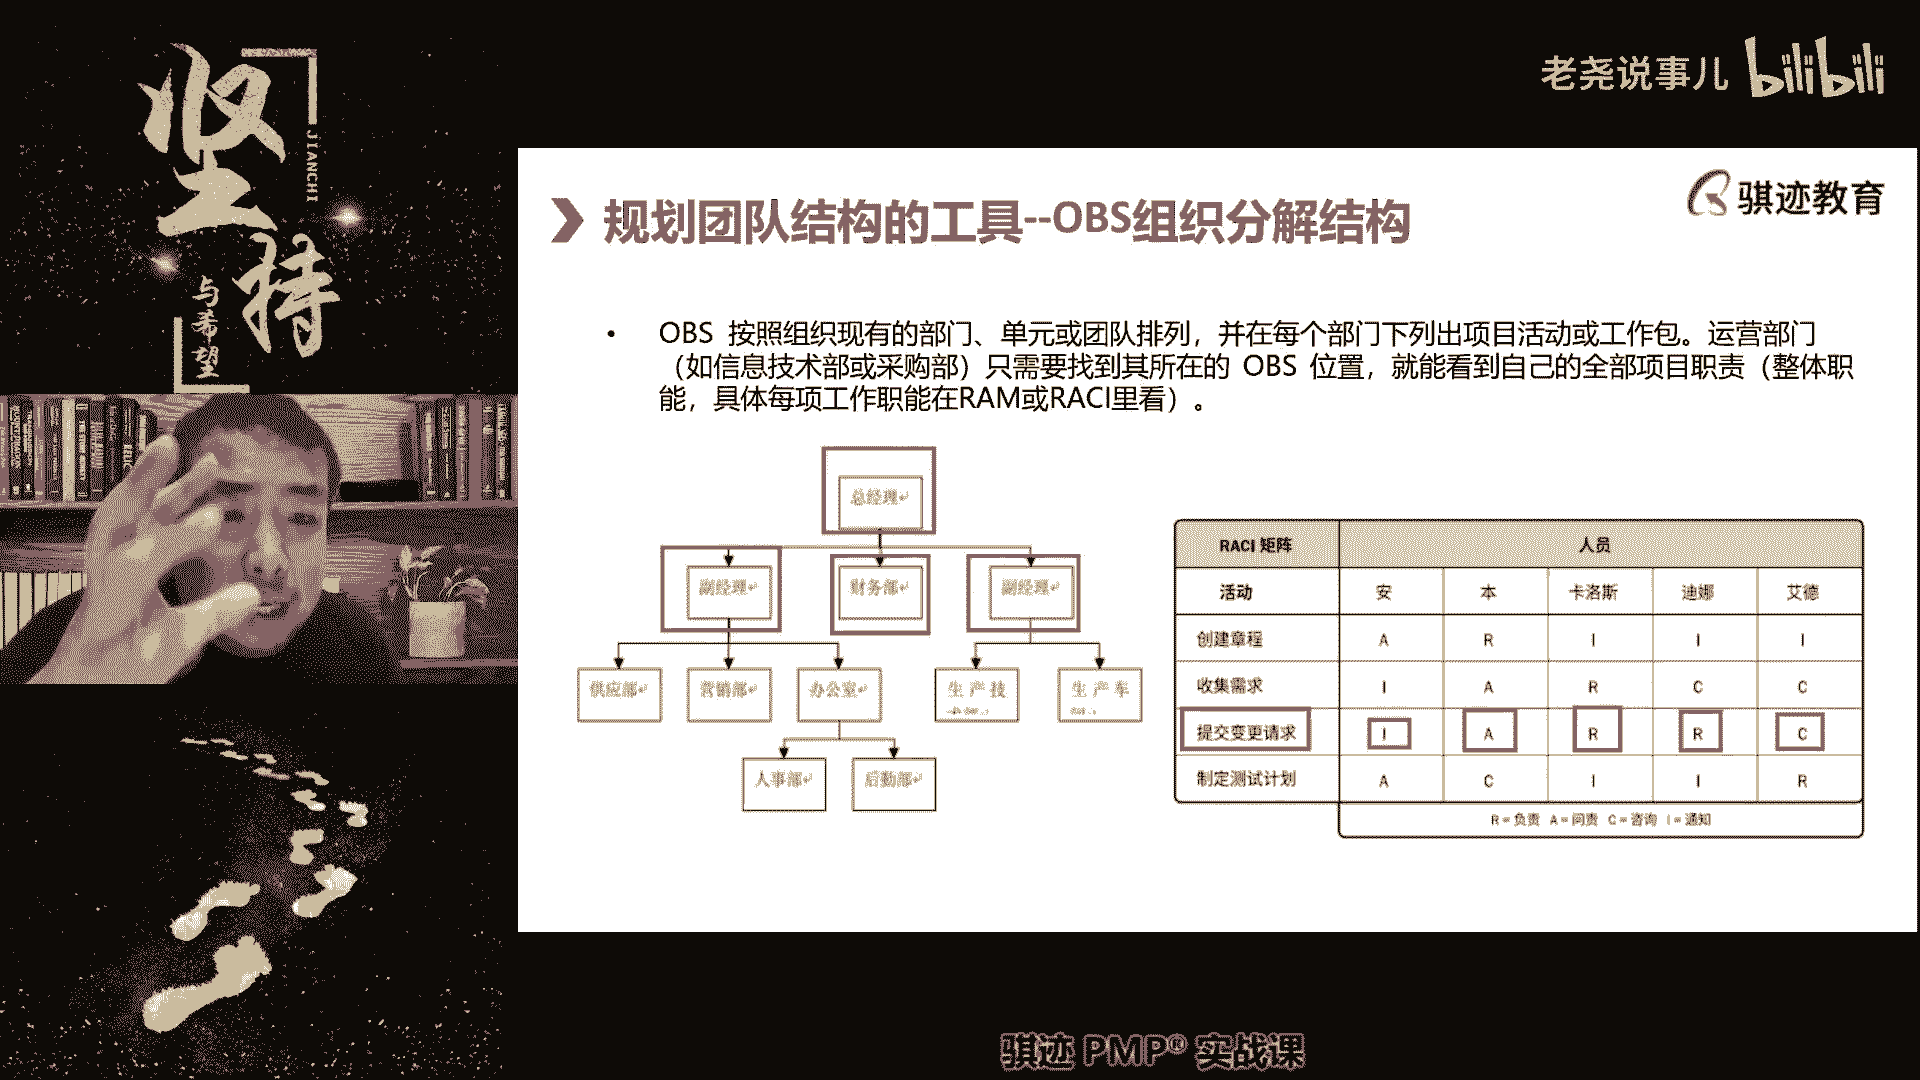 坚持
JIANCHI
与希望
老尧说事儿 bilibili
骐迹教育
规划团队结构的工具--OBS组织分解结构
• OBS 按照组织现有的部门、单元或团队排列，并在每个部门下列出项目活动或工作包。运营部门
（如信息技术部或采购部）只需要找到其所在的 OBS 位置，就能看到自己的全部项目职责（整体职
能，具体每项工作职能在RAM或RACI里看）。
总经理
副经理 财务部 副经理
供应部 营销部 办公室 生产技 生产车
人事部 后勤部
RACI 矩阵 人员
活动 安 本 卡洛斯 迪娜 艾德
创建章程 A R I I I
收集需求 I A R C C
提交变更请求 I A R R C
制定测试计划 A C I I R
R = 负责 A = 问责 C = 咨询 I = 通知
骐迹 PMP® 实战课